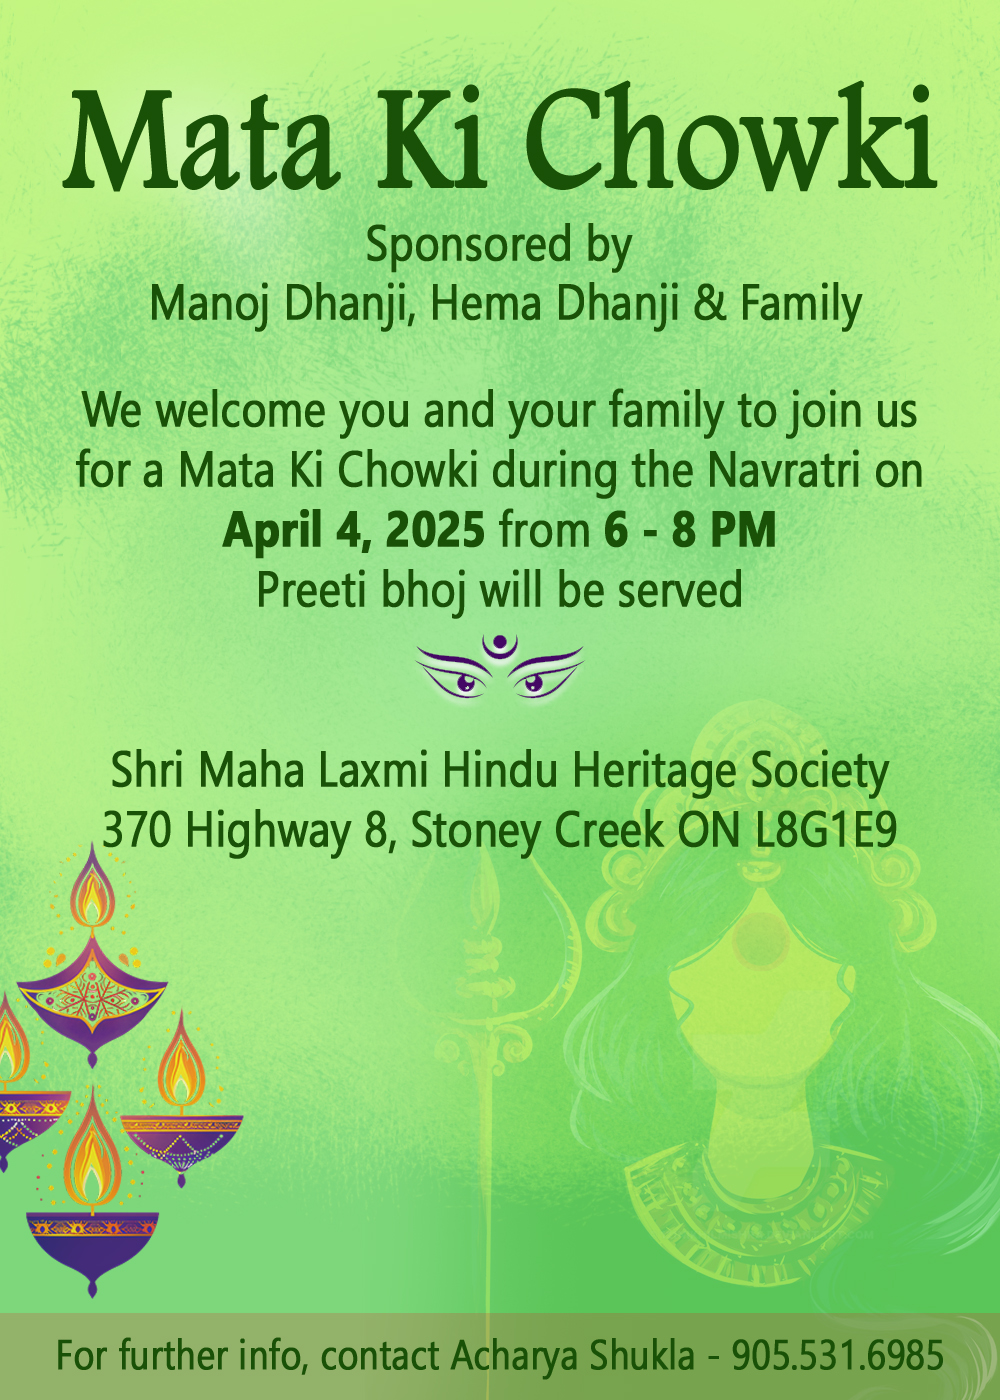 Mata Ki Chowki
Sponsored by
Manoj Dhanji, Hema Dhanji & Family
We welcome you and your family to join us
for a Mata Ki Chowki during the Navratri on
April 4, 2025 from 6 - 8 PM
Preeti bhoj will be served
Shri Maha Laxmi Hindu Heritage Society
370 Highway 8, Stoney Creek ON L8G1E9
For further info, contact Acharya Shukla - 905.531.6985